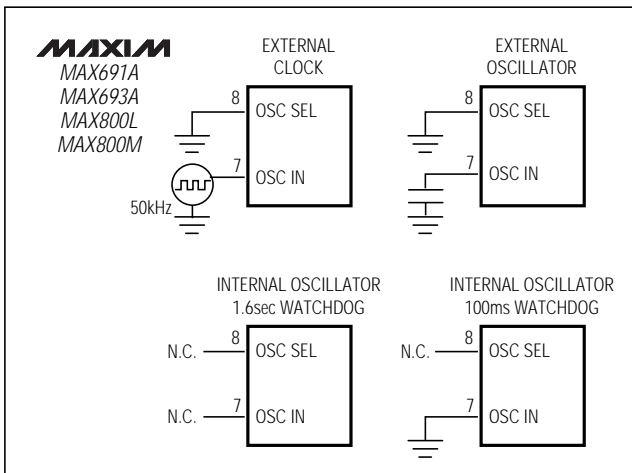 MAXIM
MAX691A
MAX693A
MAX800L
MAX800M
EXTERNAL
CLOCK
8
OSC SEL
7
OSC IN
50kHz
EXTERNAL
OSCILLATOR
8
OSC SEL
7
OSC IN
INTERNAL OSCILLATOR
1.6sec WATCHDOG
N.C.
8
OSC SEL
N.C.
7
OSC IN
INTERNAL OSCILLATOR
100ms WATCHDOG
N.C.
8
OSC SEL
7
OSC IN